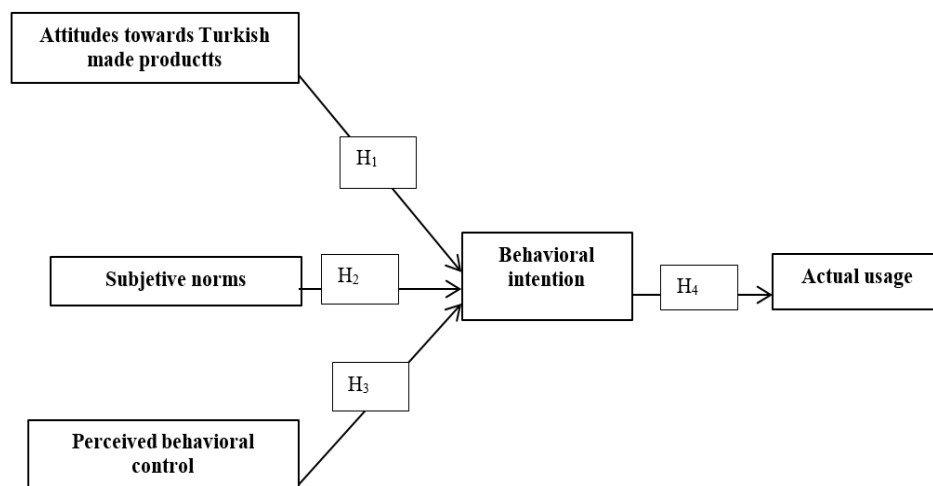 Attitudes towards Turkish
made productts
H₁
Subjetive norms
H₂
Behavioral
intention
H₄
Actual usage
H₃
Perceived behavioral
control